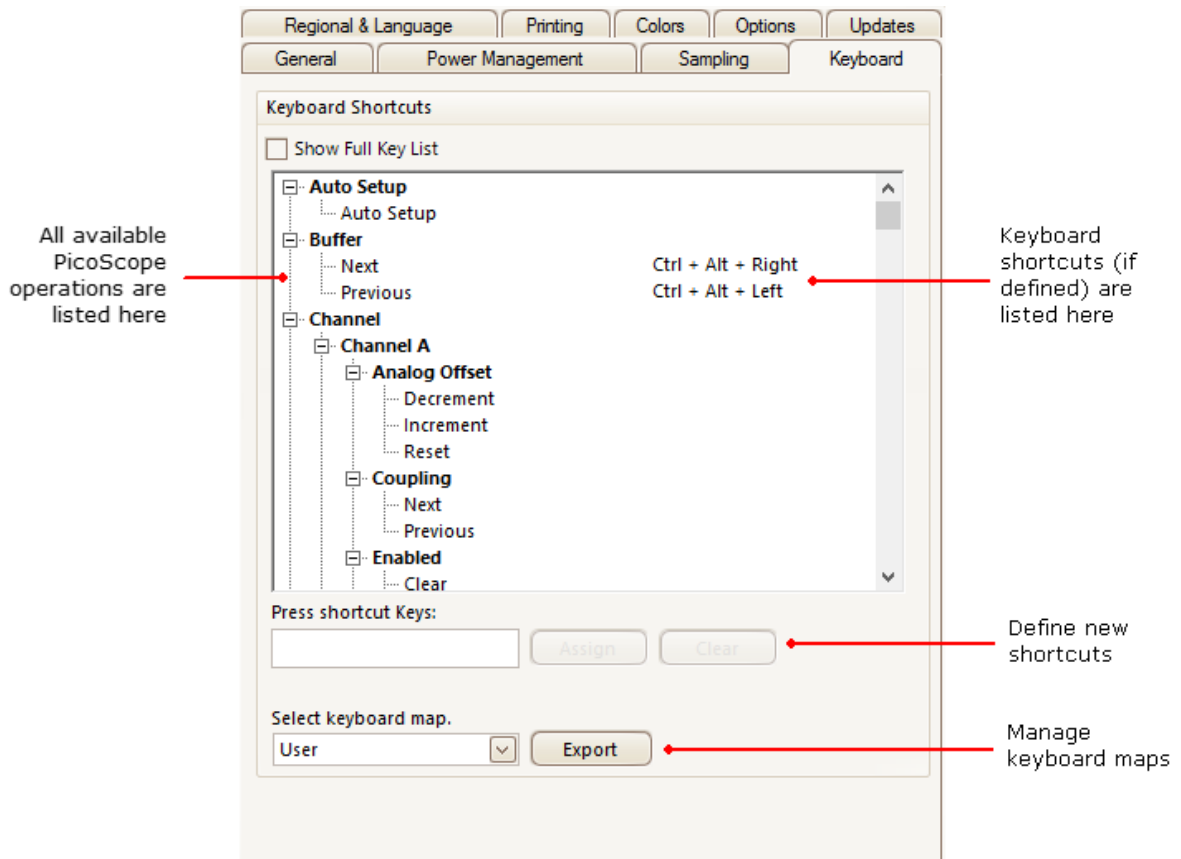 Regional & Language Printing Colors Options Updates
General Power Management Sampling Keyboard
Keyboard Shortcuts
Show Full Key List
Auto Setup
Auto Setup
Buffer
Next Ctrl + Alt + Right
Previous Ctrl + Alt + Left
Channel
Channel A
Analog Offset
Decrement
Increment
Reset
Coupling
Next
Previous
Enabled
Clear
Press shortcut Keys:
Assign Clear
Select keyboard map.
User Export
All available
PicoScope
operations are
listed here
Keyboard
shortcuts (if
defined) are
listed here
Define new
shortcuts
Manage
keyboard maps